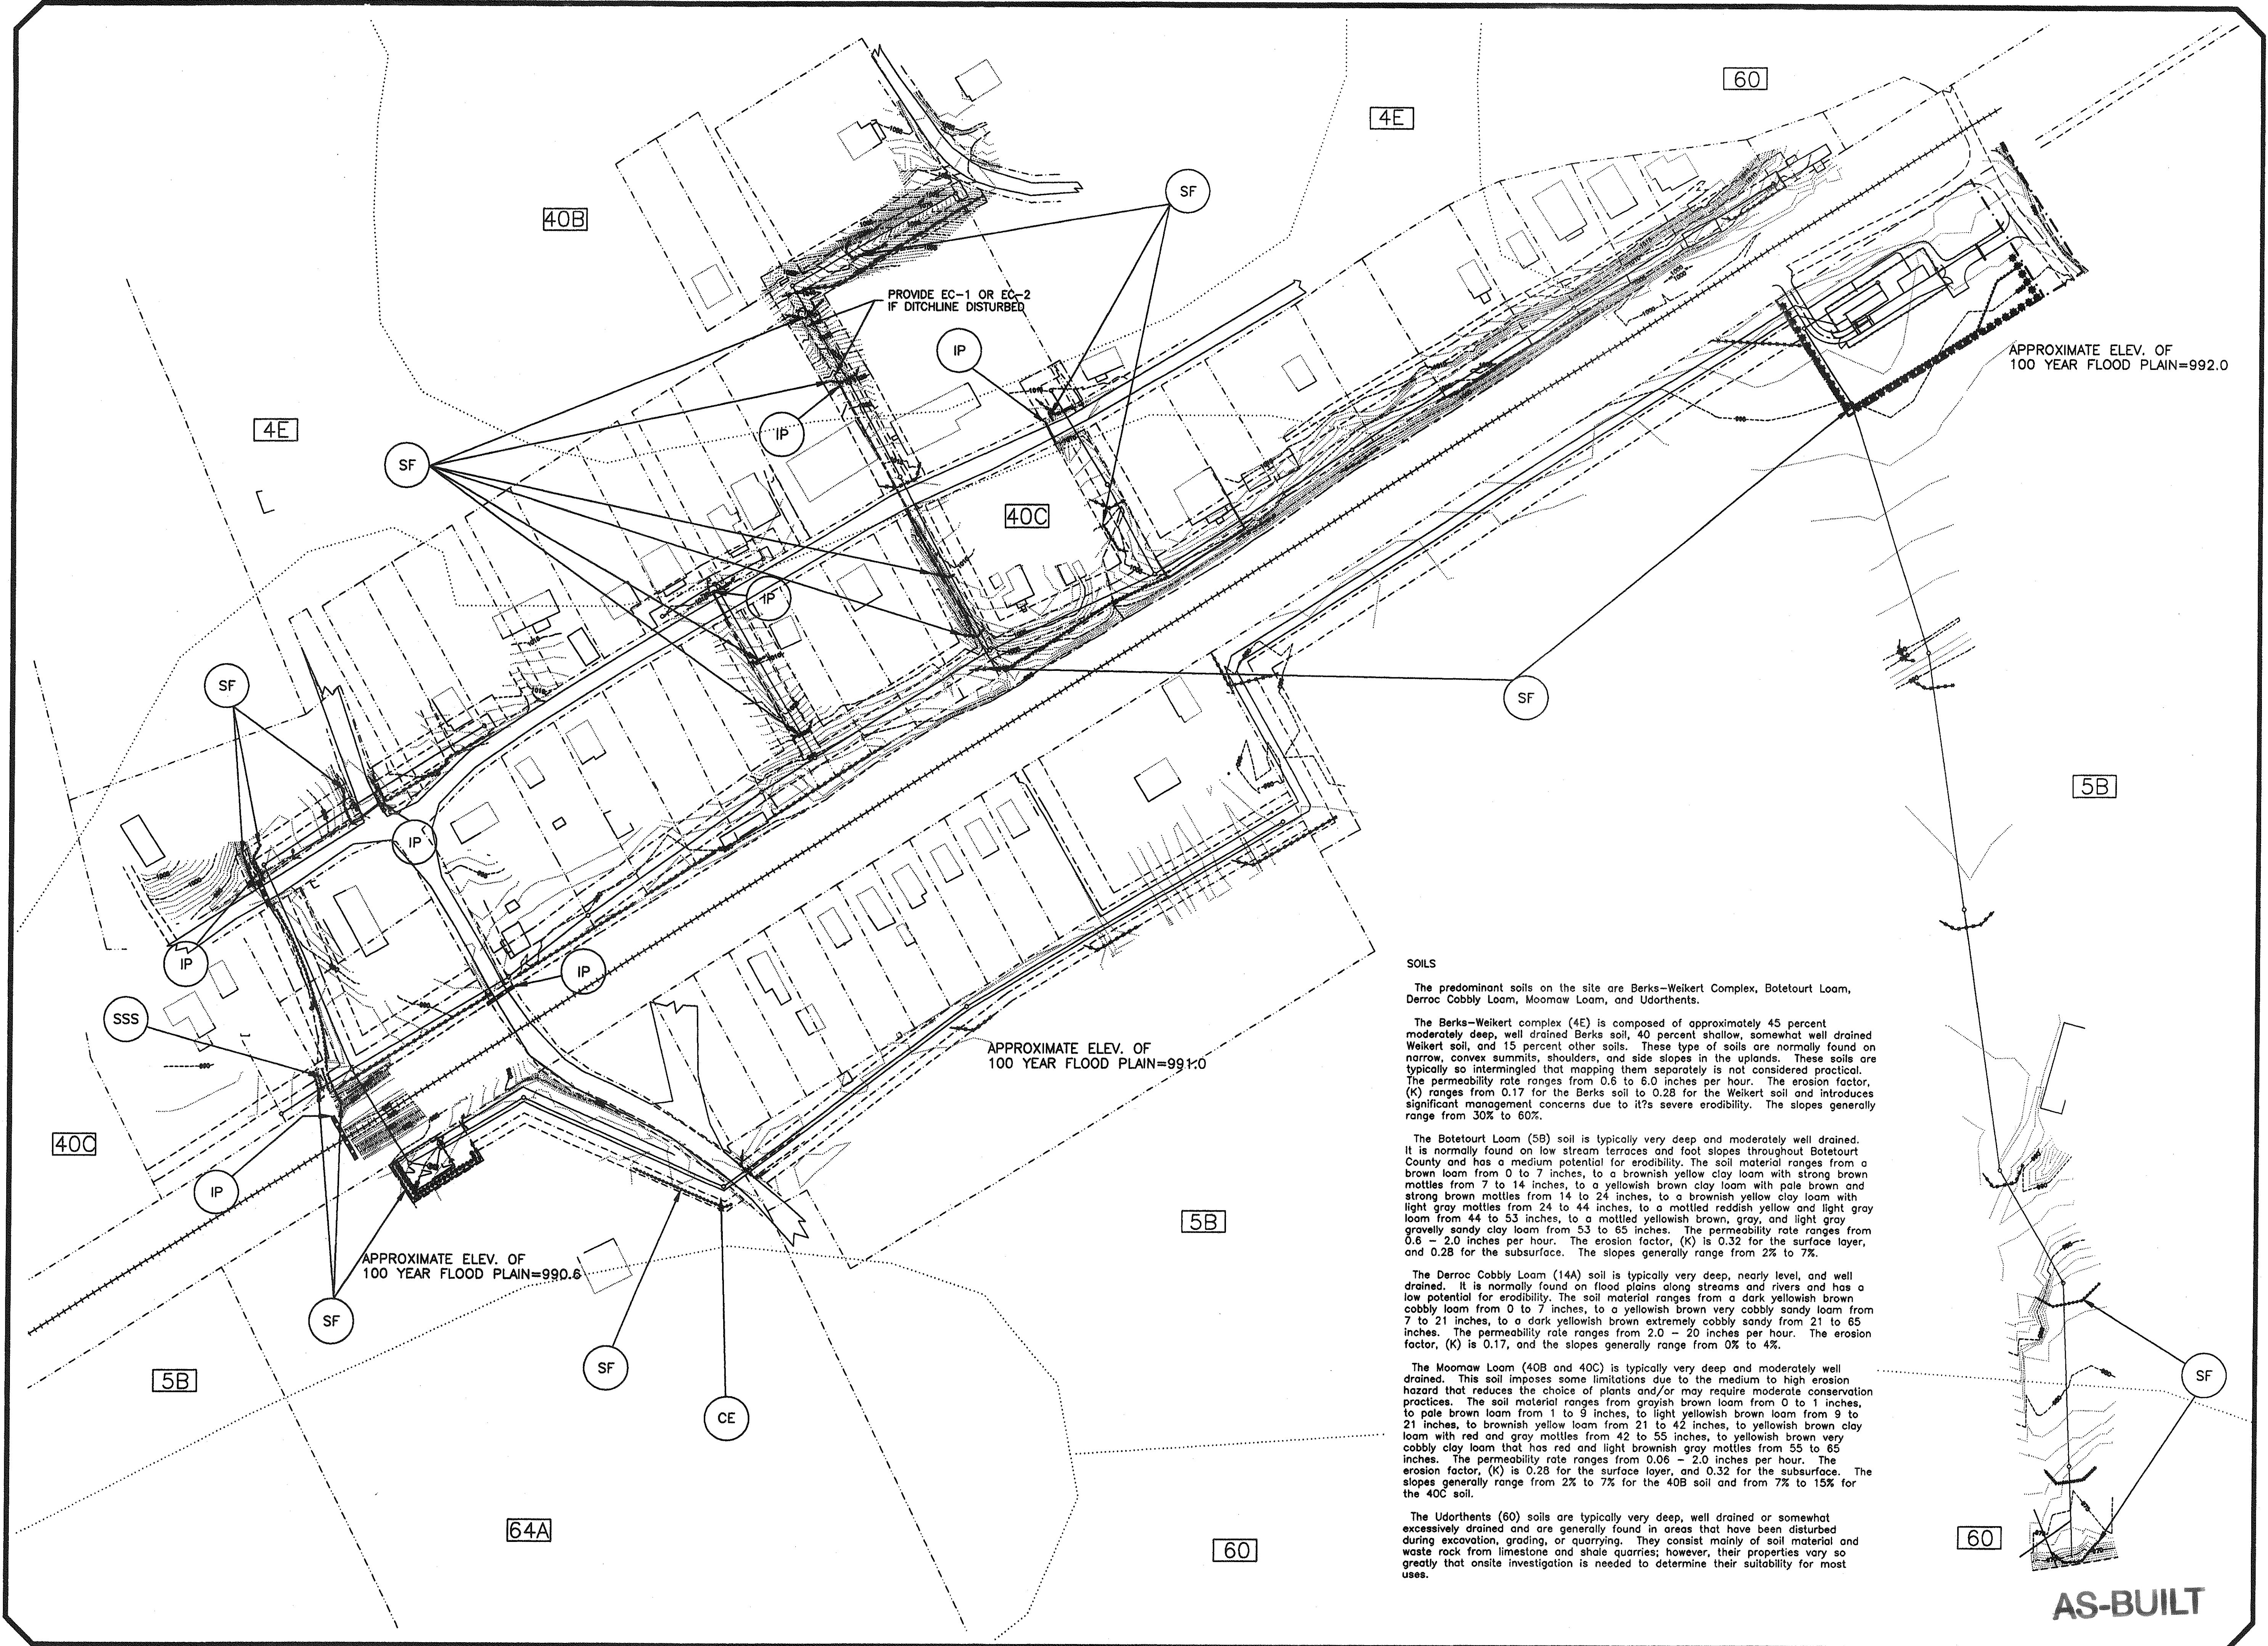 60
4E
SF
40B
PROVIDE EC-1 OR EC-2
IF DITCHLINE DISTURBED
IP
APPROXIMATE ELEV. OF
100 YEAR FLOOD PLAIN=992.0
4E
IP
SF
40C
IP
SF
SF
5B
IP
IP
IP
SSS
SOILS
The predominant soils on the site are Berks-Weikert Complex, Botetourt Loam,
Derroc Cobbly Loam, Moomaw Loam, and Udorthents.
The Berks-Weikert complex (4E) is composed of approximately 45 percent
moderately deep, well drained Berks soil, 40 percent shallow, somewhat well drained
Weikert soil, and 15 percent other soils. These type of soils are normally found on
narrow, convex summits, shoulders, and side slopes in the uplands. These soils are
typically so intermingled that mapping them separately is not considered practical.
The permeability rate ranges from 0.6 to 6.0 inches per hour. The erosion factor,
(K) ranges from 0.17 for the Berks soil to 0.28 for the Weikert soil and introduces
significant management concerns due to it?s severe erodibility. The slopes generally
range from 30% to 60%.
The Botetourt Loam (5B) soil is typically very deep and moderately well drained.
It is normally found on low stream terraces and foot slopes throughout Botetourt
County and has a medium potential for erodibility. The soil material ranges from a
brown loam from 0 to 7 inches, to a brownish yellow clay loam with strong brown
mottles from 7 to 14 inches, to a yellowish brown clay loam with pale brown and
strong brown mottles from 14 to 24 inches, to a brownish yellow clay loam with
light gray mottles from 24 to 44 inches, to a mottled reddish yellow and light gray
loam from 44 to 53 inches, to a mottled yellowish brown, gray, and light gray
gravelly sandy clay loam from 53 to 65 inches. The permeability rate ranges from
0.6 - 2.0 inches per hour. The erosion factor, (K) is 0.32 for the surface layer,
and 0.28 for the subsurface. The slopes generally range from 2% to 7%.
The Derroc Cobbly Loam (14A) soil is typically very deep, nearly level, and well
drained. It is normally found on flood plains along streams and rivers and has a
low potential for erodibility. The soil material ranges from a dark yellowish brown
cobbly loam from 0 to 7 inches, to a yellowish brown very cobbly sandy loam from
7 to 21 inches, to a dark yellowish brown extremely cobbly sandy from 21 to 65
inches. The permeability rate ranges from 2.0 - 20 inches per hour. The erosion
factor, (K) is 0.17, and the slopes generally range from 0% to 4%.
The Moomaw Loam (40B and 40C) is typically very deep and moderately well
drained. This soil imposes some limitations due to the medium to high erosion
hazard that reduces the choice of plants and/or may require moderate conservation
practices. The soil material ranges from grayish brown loam from 0 to 1 inches,
to pale brown loam from 1 to 9 inches, to light yellowish brown loam from 9 to
21 inches, to brownish yellow loam from 21 to 42 inches, to yellowish brown clay
loam with red and gray mottles from 42 to 55 inches, to yellowish brown very
cobbly clay loam that has red and light brownish gray mottles from 55 to 65
inches. The permeability rate ranges from 0.06 - 2.0 inches per hour. The
erosion factor, (K) is 0.28 for the surface layer, and 0.32 for the subsurface. The
slopes generally range from 2% to 7% for the 40B soil and from 7% to 15% for
the 40C soil.
The Udorthents (60) soils are typically very deep, well drained or somewhat
excessively drained and are generally found in areas that have been disturbed
during excavation, grading, or quarrying. They consist mainly of soil material and
waste rock from limestone and shale quarries; however, their properties vary so
greatly that onsite investigation is needed to determine their suitability for most
uses.
APPROXIMATE ELEV. OF
100 YEAR FLOOD PLAIN=991.0
40C
IP
5B
APPROXIMATE ELEV. OF
100 YEAR FLOOD PLAIN=990.6
SF
SF
5B
SF
CE
64A
60
60
AS-BUILT